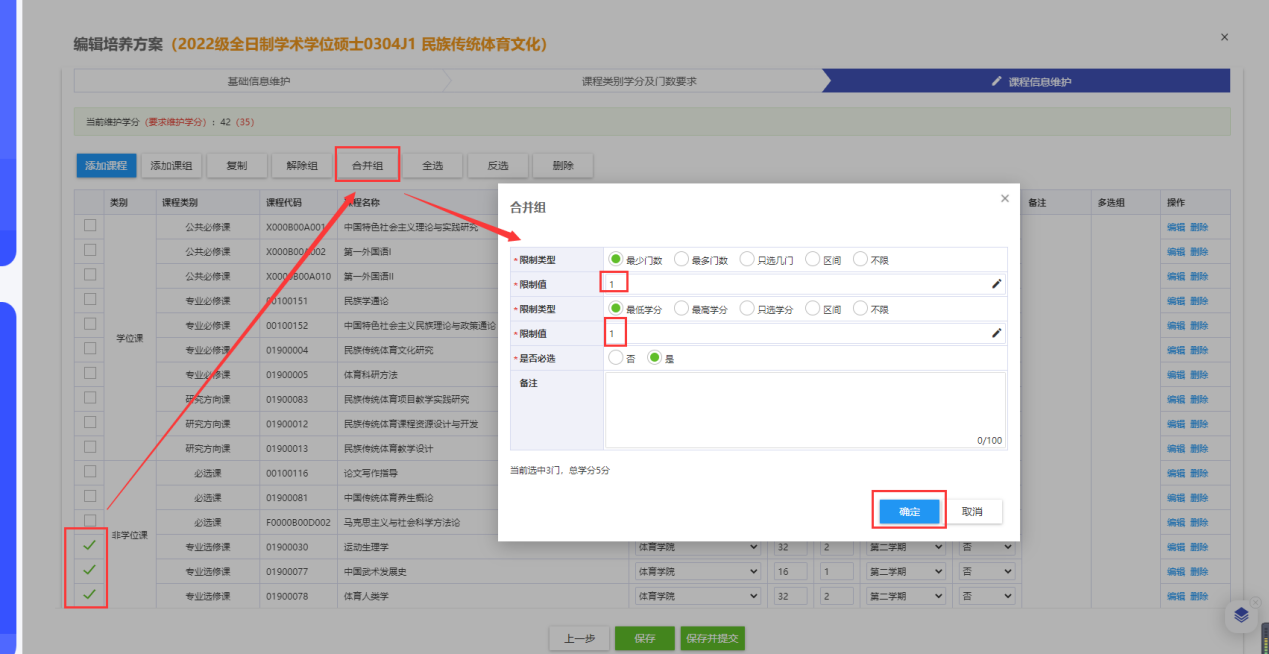 编辑培养方案（2022级全日制学术学位硕士0304J1 民族传统体育文化）
基础信息维护 课程类别学分及门数要求 课程信息维护
当前维护学分（要求维护学分）：42（35）
添加课程 添加课组 复制 解除组 合并组 全选 反选 删除
类别 课程类别 课程代码 课程名称 备注 多选组 操作
公共必修课 X000B00A001 中国特色社会主义理论与实践研究 编辑 删除
公共必修课 X000B00A002 第一外国语I 编辑 删除
公共必修课 X000B00A010 第一外国语II 编辑 删除
专业必修课 00100151 民族学通论 编辑 删除
专业必修课 00100152 中国特色社会主义民族理论与政策通论 编辑 删除
学位课
专业必修课 01900004 民族传统体育文化研究 编辑 删除
专业必修课 01900005 体育科研方法 编辑 删除
研究方向课 01900083 民族传统体育项目教学实践研究 编辑 删除
研究方向课 01900012 民族传统体育课程资源设计与开发 编辑 删除
研究方向课 01900013 民族传统体育教学设计 编辑 删除
必选课 00100116 论文写作指导 编辑 删除
必选课 01900081 中国传统体育养生概论 编辑 删除
必选课 F0000B00D002 马克思主义与社会科学方法论 编辑 删除
非学位课
专业选修课 01900030 运动生理学 体育学院 32 2 第二学期 否 编辑 删除
专业选修课 01900077 中国武术发展史 体育学院 16 1 第二学期 否 编辑 删除
专业选修课 01900078 体育人类学 体育学院 32 2 第二学期 否 编辑 删除
上一步 保存 保存并提交
合并组
*限制类型 最少门数 最多门数 只选几门 区间 不限
*限制值 1
*限制类型 最低学分 最高学分 只选学分 区间 不限
*限制值 1
*是否必选 否 是
备注
0/100
当前选中3门，总学分5分
确定 取消